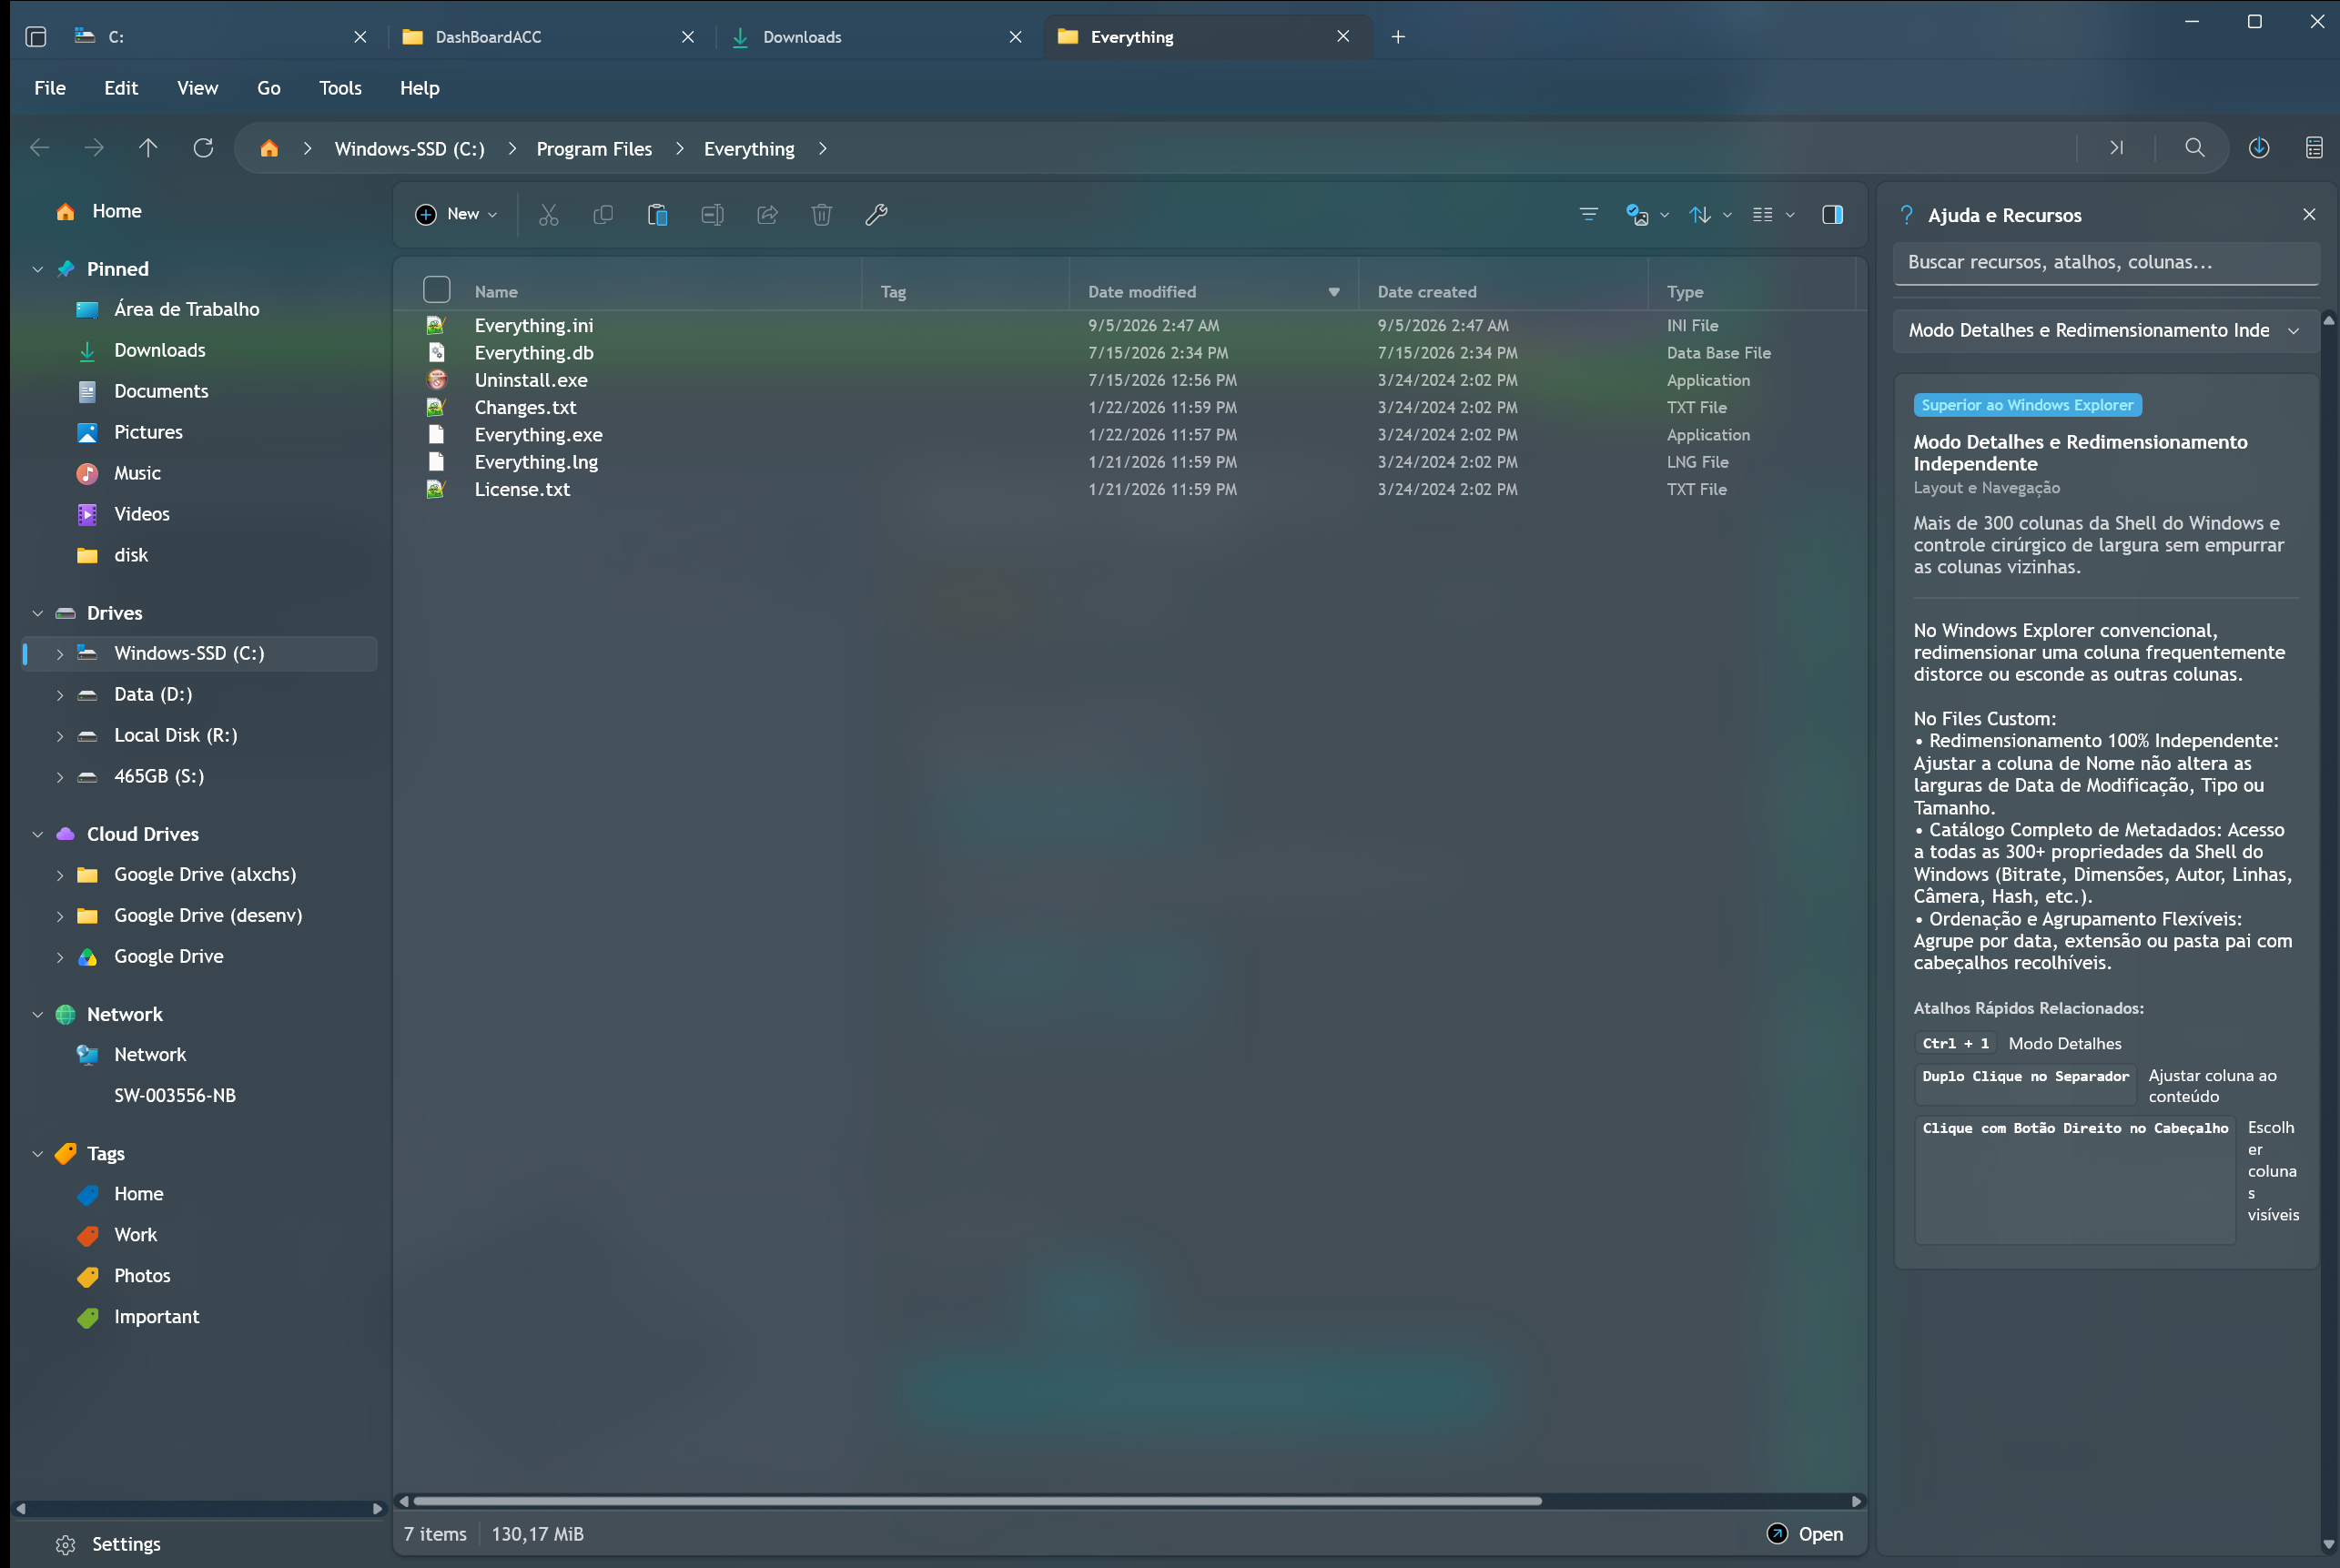 C:
DashBoardACC
Downloads
Everything
File Edit View Go Tools Help
Windows-SSD (C:) Program Files Everything
Home
Pinned
Área de Trabalho
Downloads
Documents
Pictures
Music
Videos
disk
Drives
Windows-SSD (C:)
Data (D:)
Local Disk (R:)
465GB (S:)
Cloud Drives
Google Drive (alxchs)
Google Drive (desenv)
Google Drive
Network
Network
SW-003556-NB
Tags
Home
Work
Photos
Important
Settings
New
Name Tag Date modified Date created Type
Everything.ini 9/5/2026 2:47 AM 9/5/2026 2:47 AM INI File
Everything.db 7/15/2026 2:34 PM 7/15/2026 2:34 PM Data Base File
Uninstall.exe 7/15/2026 12:56 PM 3/24/2024 2:02 PM Application
Changes.txt 1/22/2026 11:59 PM 3/24/2024 2:02 PM TXT File
Everything.exe 1/22/2026 11:57 PM 3/24/2024 2:02 PM Application
Everything.lng 1/21/2026 11:59 PM 3/24/2024 2:02 PM LNG File
License.txt 1/21/2026 11:59 PM 3/24/2024 2:02 PM TXT File
7 items 130,17 MiB
Open
Ajuda e Recursos
Buscar recursos, atalhos, colunas...
Modo Detalhes e Redimensionamento Inde
Superior ao Windows Explorer
Modo Detalhes e Redimensionamento
Independente
Layout e Navegação
Mais de 300 colunas da Shell do Windows e
controle cirúrgico de largura sem empurrar
as colunas vizinhas.
No Windows Explorer convencional,
redimensionar uma coluna frequentemente
distorce ou esconde as outras colunas.
No Files Custom:
• Redimensionamento 100% Independente:
Ajustar a coluna de Nome não altera as
larguras de Data de Modificação, Tipo ou
Tamanho.
• Catálogo Completo de Metadados: Acesso
a todas as 300+ propriedades da Shell do
Windows (Bitrate, Dimensões, Autor, Linhas,
Câmera, Hash, etc.).
• Ordenação e Agrupamento Flexíveis:
Agrupe por data, extensão ou pasta pai com
cabeçalhos recolhíveis.
Atalhos Rápidos Relacionados:
Ctrl + 1 Modo Detalhes
Duplo Clique no Separador Ajustar coluna ao
conteúdo
Clique com Botão Direito no Cabeçalho Escolh
er
coluna
s
visíveis